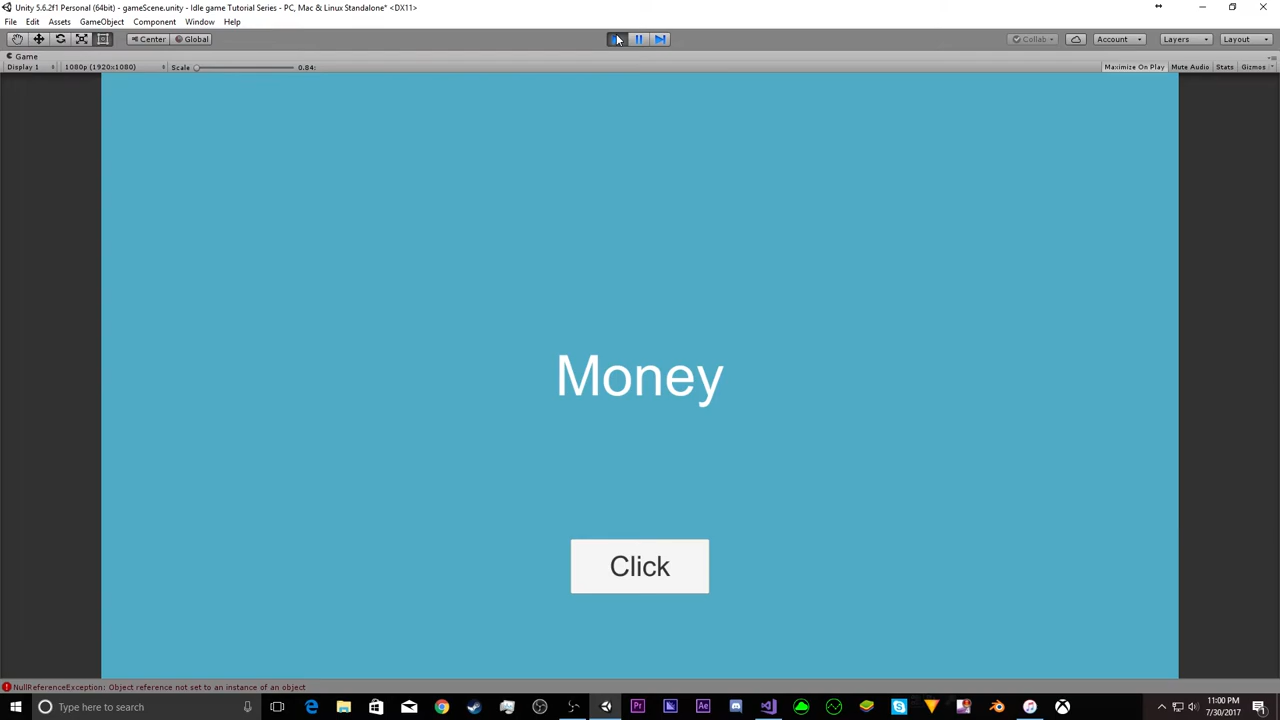 Unity 5.6.2f1 Personal (64bit) - gameScene.unity - Idle game Tutorial Series - PC, Mac & Linux Standalone* <DX11>
File Edit Assets GameObject Component Window Help
Center Global Collab Account Layers Layout
Game
Display 1 1080p (1920x1080) Scale 0.84: Maximize On Play Mute Audio Stats Gizmos
Money
Click
NullReferenceException: Object reference not set to an instance of an object
Type here to search
11:00 PM
7/30/2017